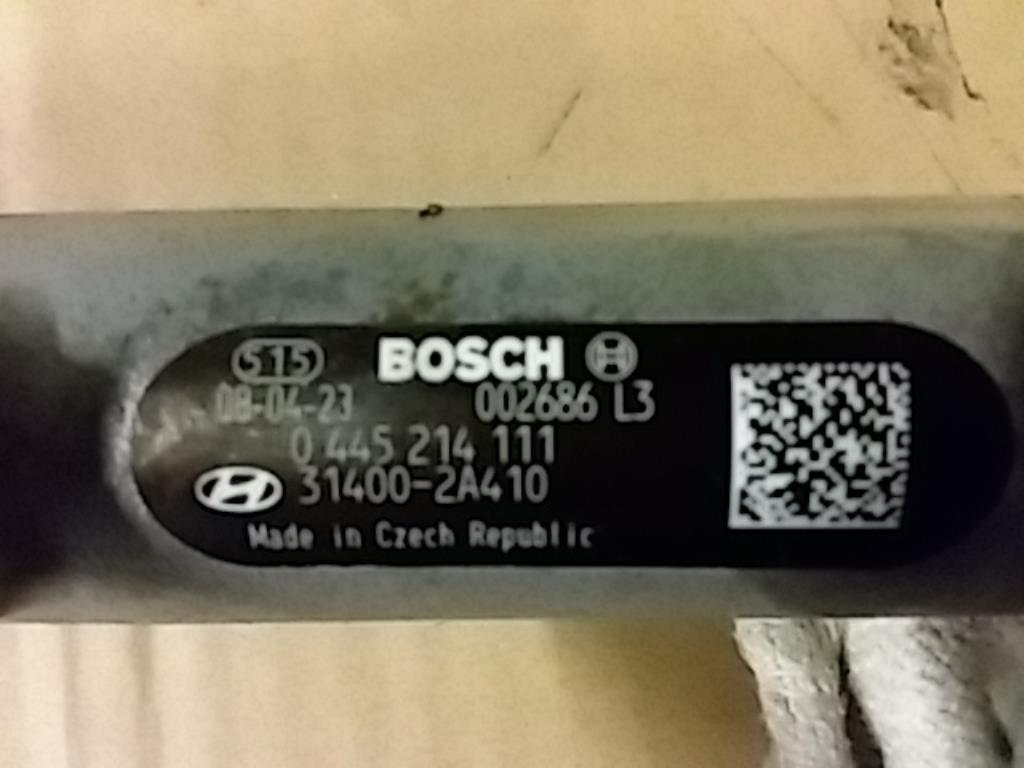 515 BOSCH
08-04-23 002686 L3
0 445 214 111
31400-2A410
Made in Czech Republic